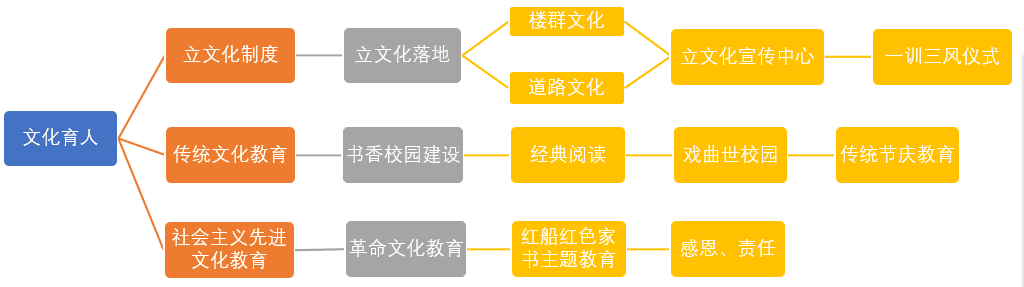 文化育人
立文化制度
立文化落地
楼群文化
道路文化
立文化宣传中心
一训三风仪式
传统文化教育
书香校园建设
经典阅读
戏曲世校园
传统节庆教育
社会主义先进
文化教育
革命文化教育
红船红色家
书主题教育
感恩、责任